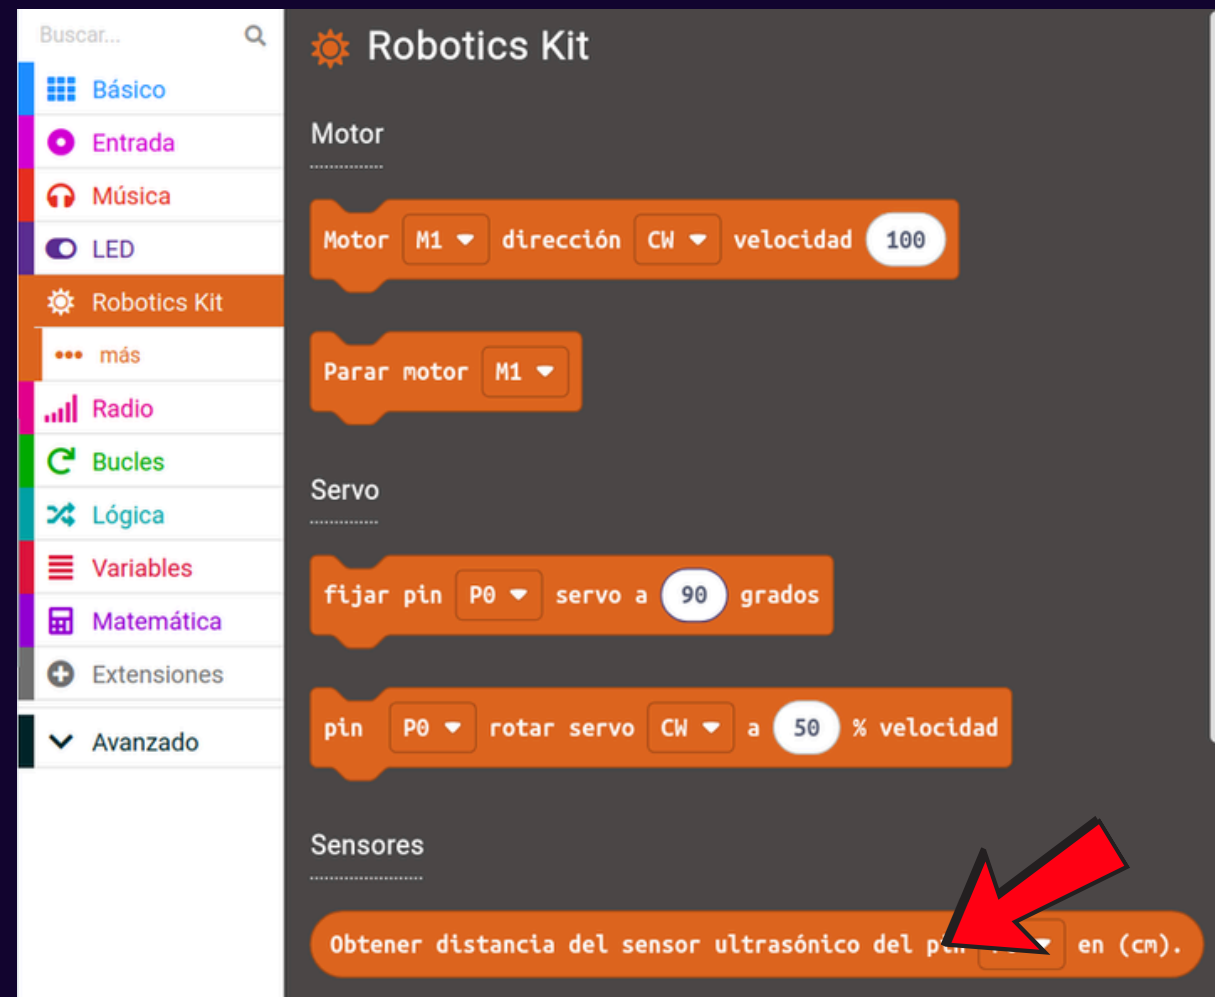 Buscar...
Básico
Entrada
Música
LED
Robotics Kit
más
Radio
Bucles
Lógica
Variables
Matemática
Extensiones
Avanzado
Robotics Kit
Motor
Motor M1 dirección CW velocidad 100
Parar motor M1
Servo
fijar pin P0 servo a 90 grados
pin P0 rotar servo CW a 50 % velocidad
Sensores
Obtener distancia del sensor ultrasónico del pin en (cm).